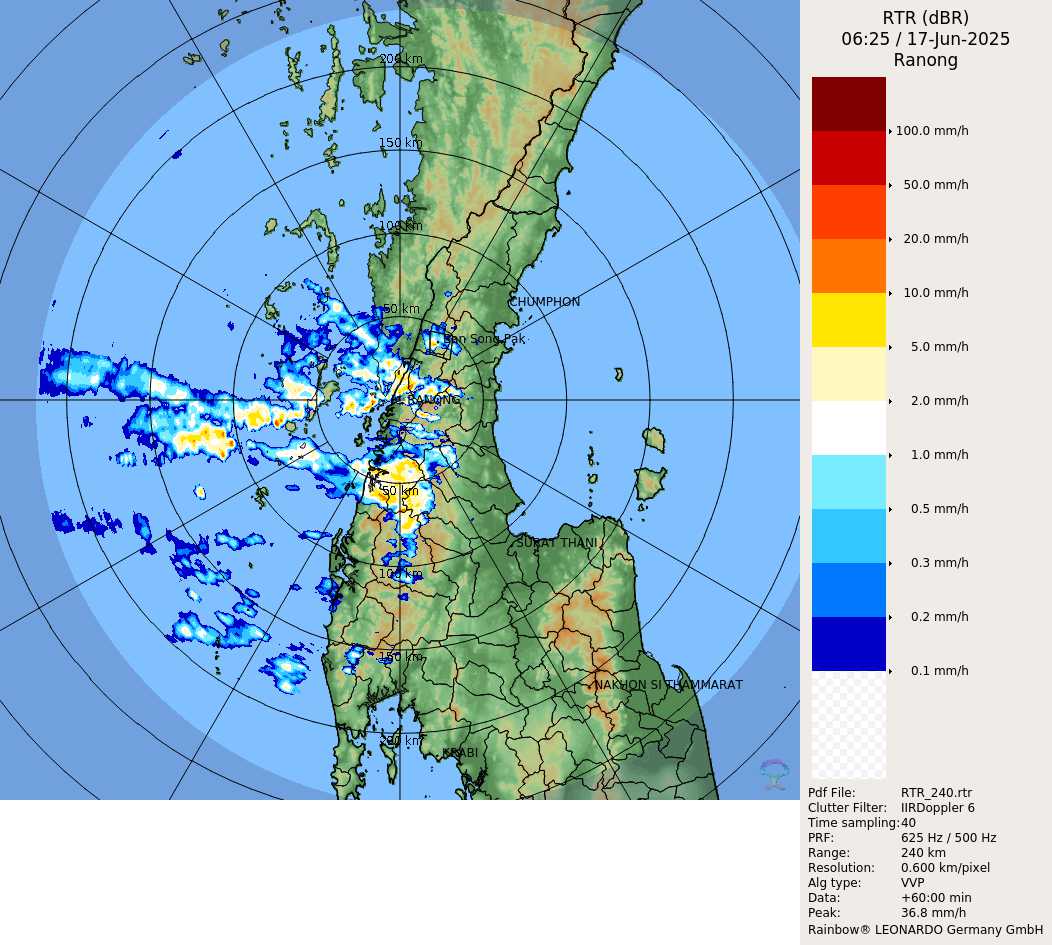 200 km
150 km
100 km
50 km
CHUMPHON
Ban Song Pak
RANONG
50 km
SURAT THANI
100 km
150 km
NAKHON SI THAMMARAT
200 km
KRABI
RTR (dBR)
06:25 / 17-Jun-2025
Ranong
100.0 mm/h
50.0 mm/h
20.0 mm/h
10.0 mm/h
5.0 mm/h
2.0 mm/h
1.0 mm/h
0.5 mm/h
0.3 mm/h
0.2 mm/h
0.1 mm/h
Pdf File: RTR_240.rtr
Clutter Filter: IIRDoppler 6
Time sampling: 40
PRF: 625 Hz / 500 Hz
Range: 240 km
Resolution: 0.600 km/pixel
Alg type: VVP
Data: +60:00 min
Peak: 36.8 mm/h
Rainbow® LEONARDO Germany GmbH